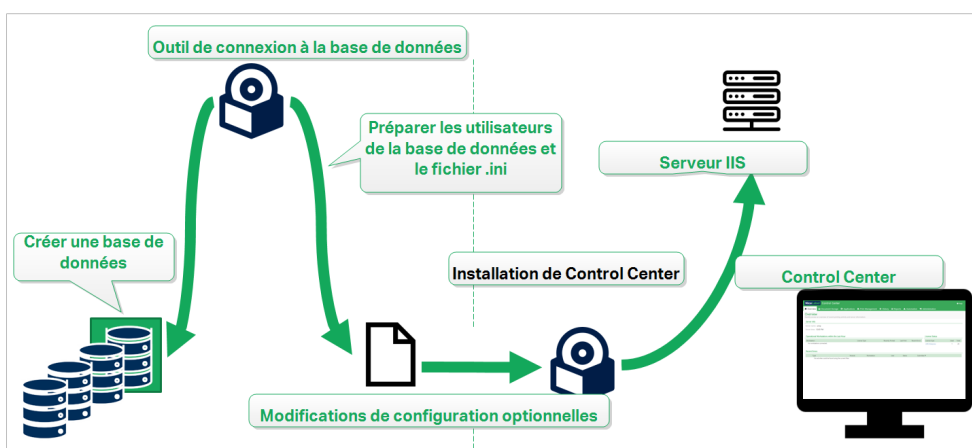 Outil de connexion à la base de données
Préparer les utilisateurs
de la base de données et
le fichier .ini
Serveur IIS
Créer une base de
données
Installation de Control Center
Control Center
Modifications de configuration optionnelles